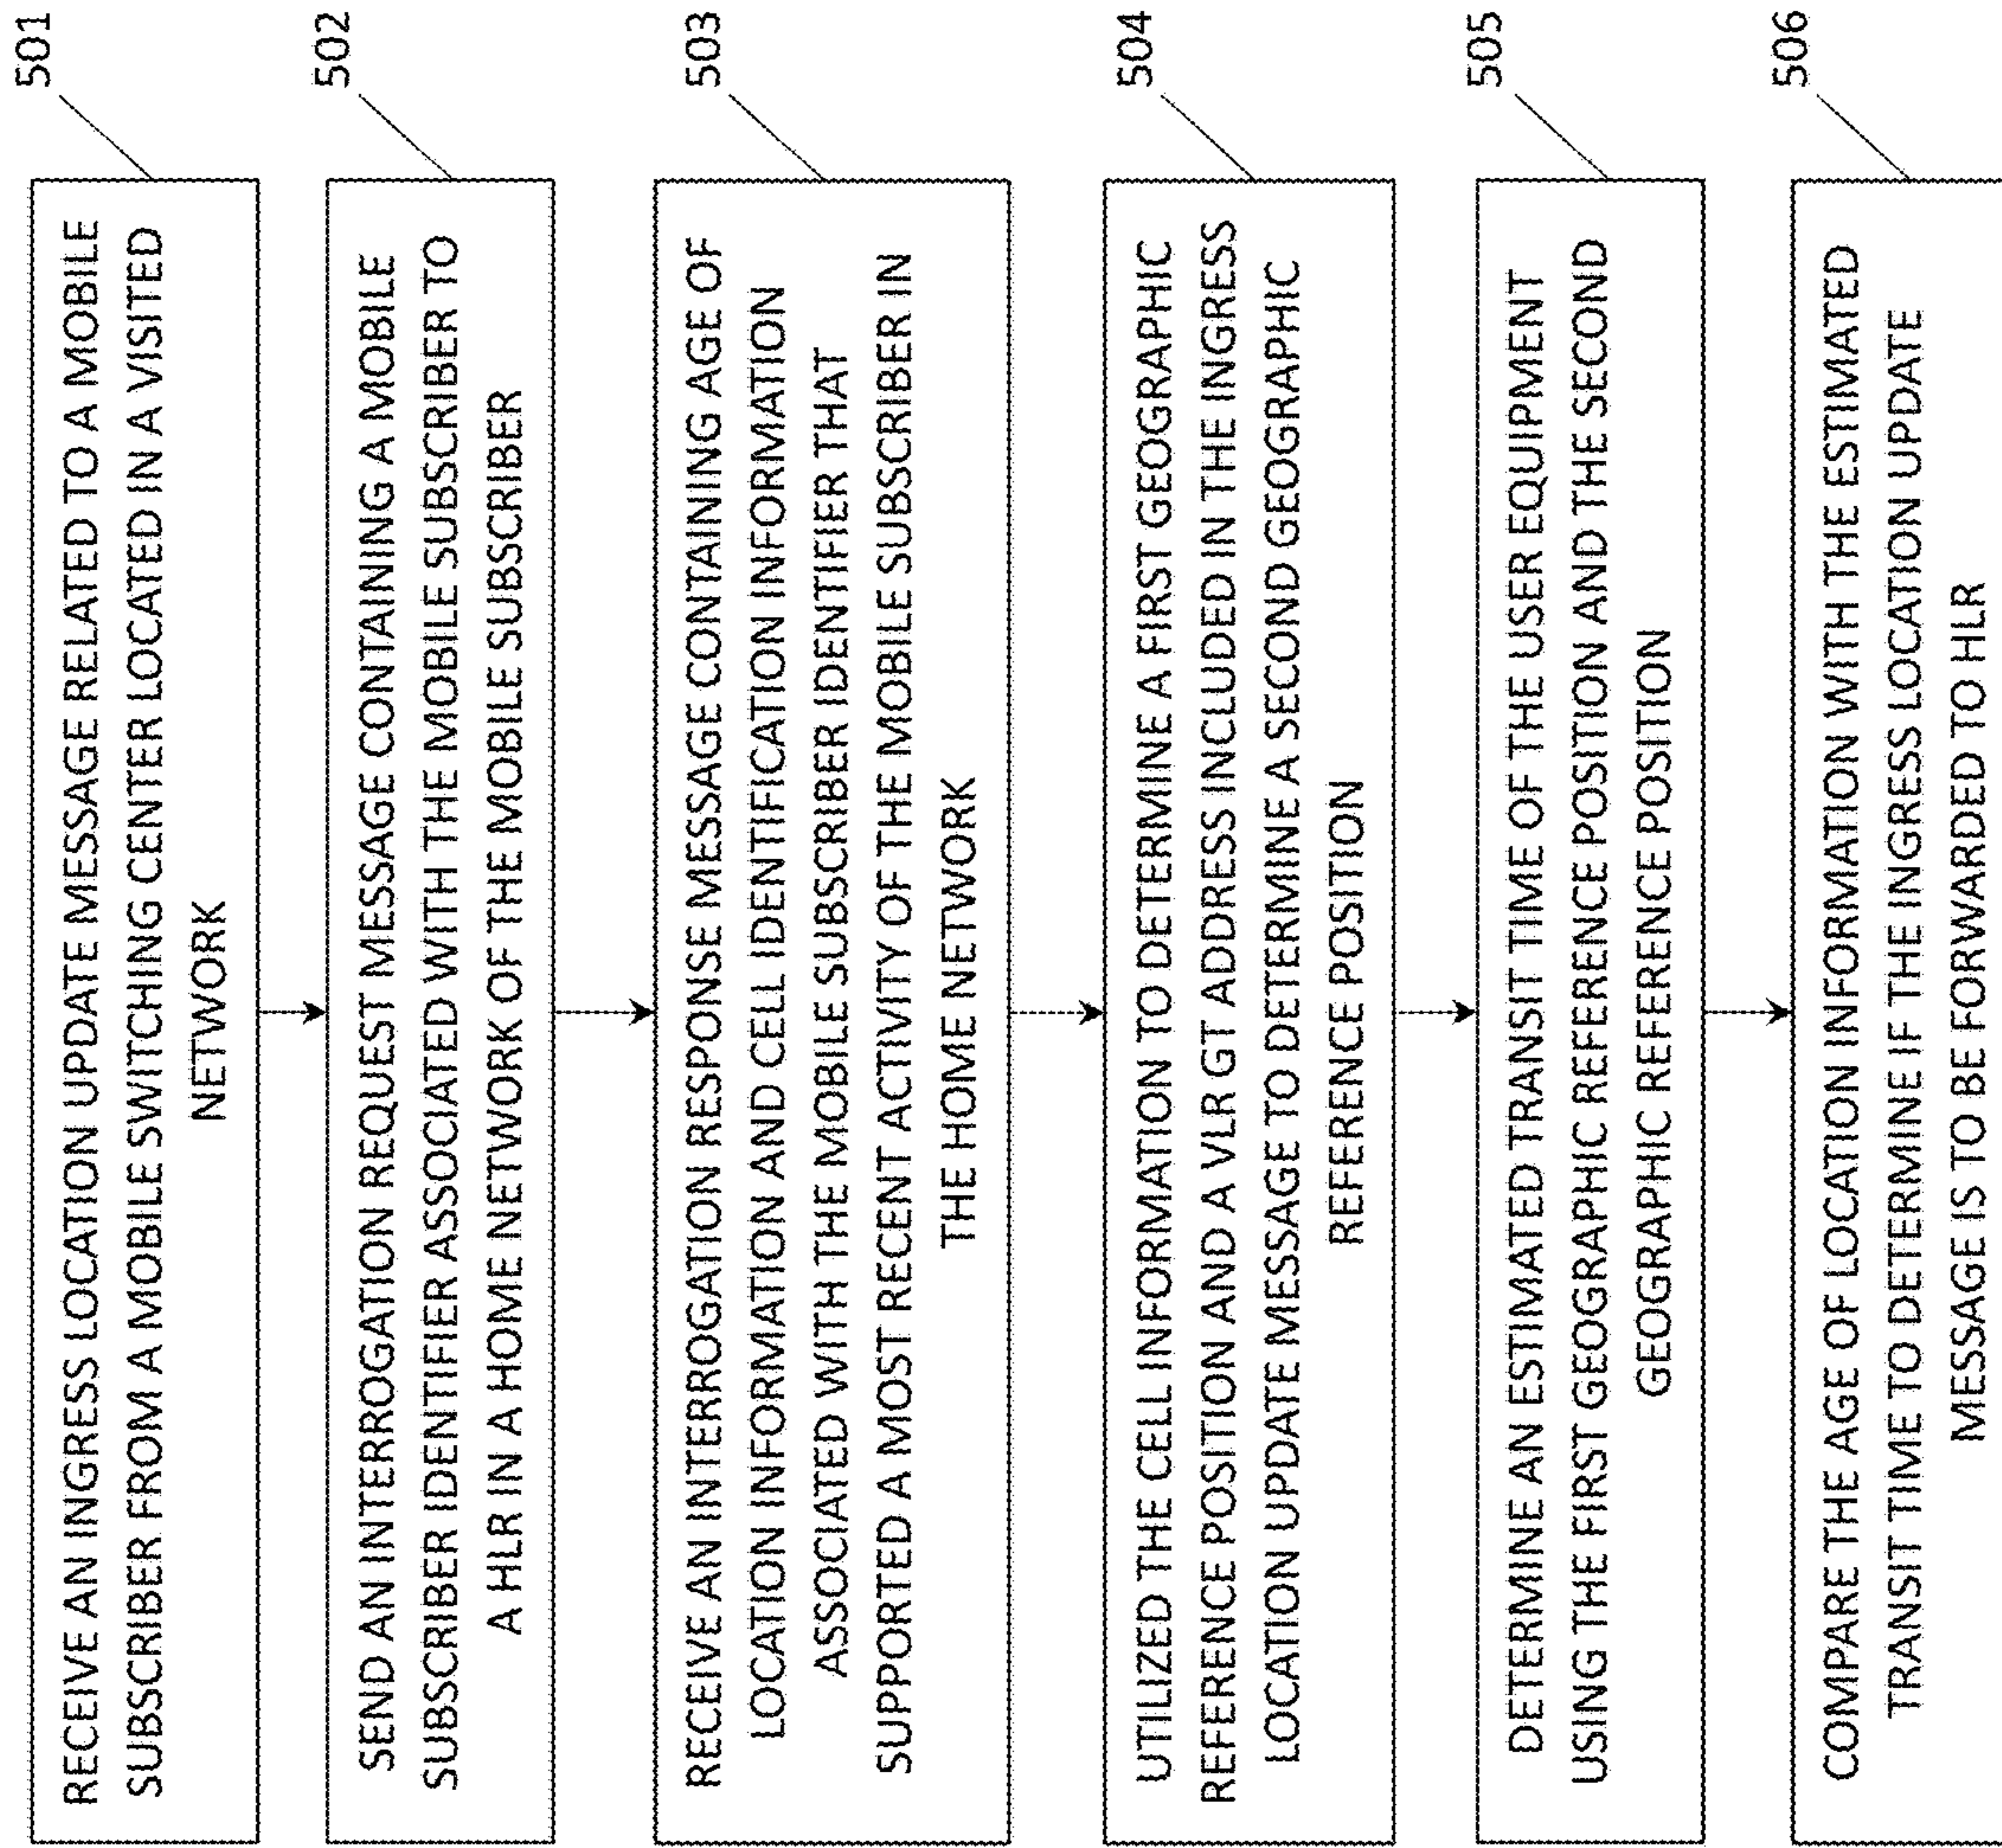 501
RECEIVE AN INGRESS LOCATION UPDATE MESSAGE RELATED TO A MOBILE
SUBSCRIBER FROM A MOBILE SWITCHING CENTER LOCATED IN A VISITED
NETWORK
502
SEND AN INTERROGATION REQUEST MESSAGE CONTAINING A MOBILE
SUBSCRIBER IDENTIFIER ASSOCIATED WITH THE MOBILE SUBSCRIBER TO
A HLR IN A HOME NETWORK OF THE MOBILE SUBSCRIBER
503
RECEIVE AN INTERROGATION RESPONSE MESSAGE CONTAINING AGE OF
LOCATION INFORMATION AND CELL IDENTIFICATION INFORMATION
ASSOCIATED WITH THE MOBILE SUBSCRIBER IDENTIFIER THAT
SUPPORTED A MOST RECENT ACTIVITY OF THE MOBILE SUBSCRIBER IN
THE HOME NETWORK
504
UTILIZED THE CELL INFORMATION TO DETERMINE A FIRST GEOGRAPHIC
REFERENCE POSITION AND A VLR GT ADDRESS INCLUDED IN THE INGRESS
LOCATION UPDATE MESSAGE TO DETERMINE A SECOND GEOGRAPHIC
REFERENCE POSITION
505
DETERMINE AN ESTIMATED TRANSIT TIME OF THE USER EQUIPMENT
USING THE FIRST GEOGRAPHIC REFERENCE POSITION AND THE SECOND
GEOGRAPHIC REFERENCE POSITION
506
COMPARE THE AGE OF LOCATION INFORMATION WITH THE ESTIMATED
TRANSIT TIME TO DETERMINE IF THE INGRESS LOCATION UPDATE
MESSAGE IS TO BE FORWARDED TO HLR